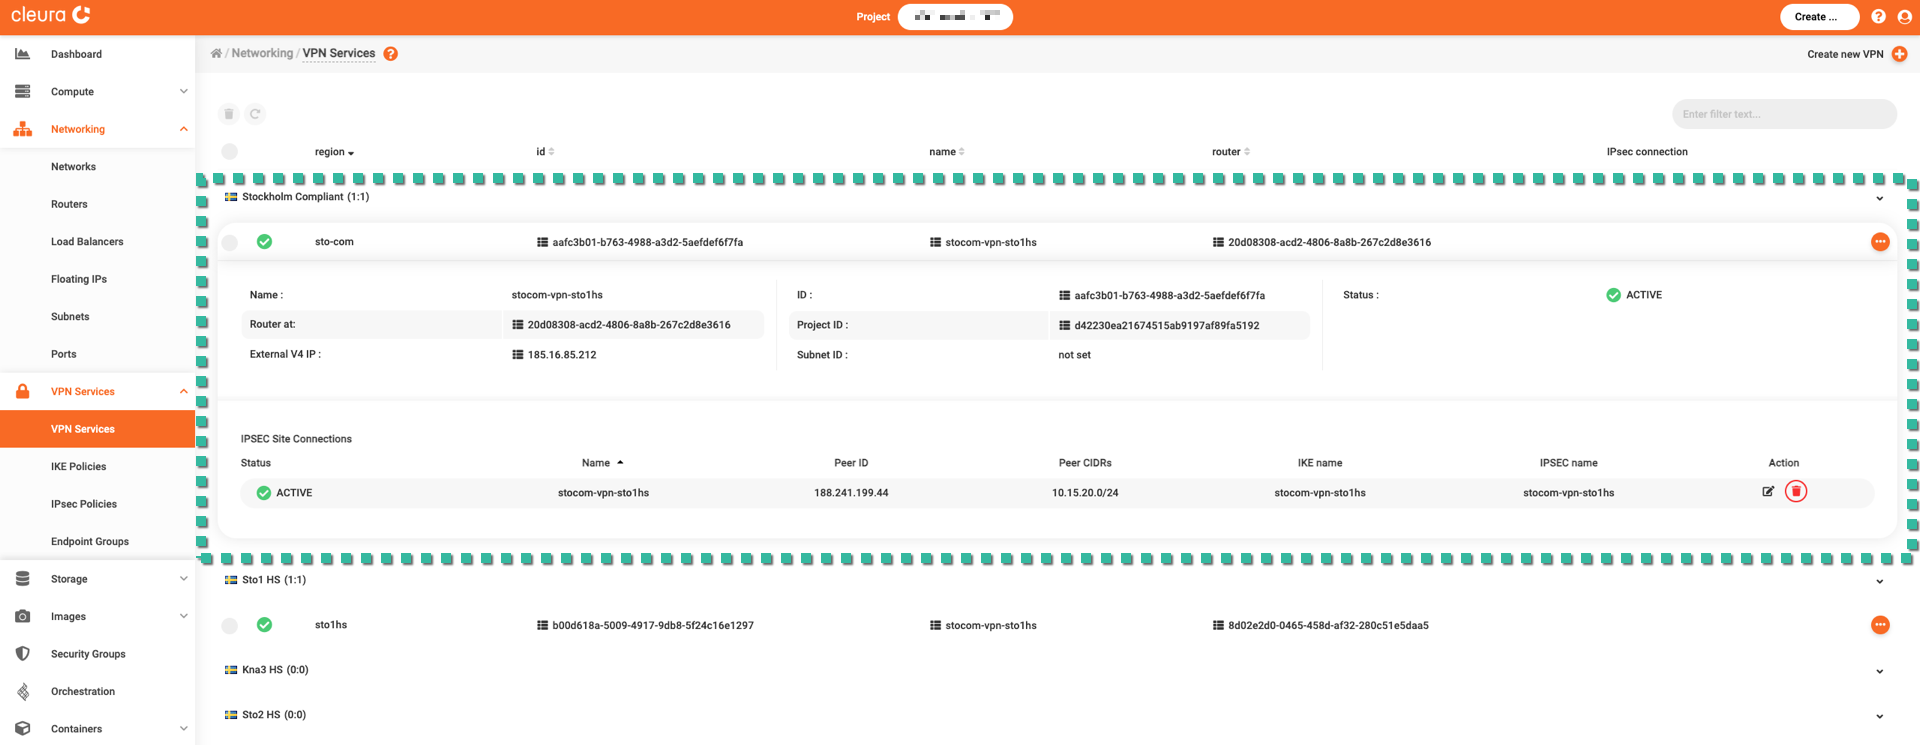 cleura
Project
Create ...
Dashboard
Compute
Networking
Networks
Routers
Load Balancers
Floating IPs
Subnets
Ports
VPN Services
VPN Services
IKE Policies
IPsec Policies
Endpoint Groups
Storage
Images
Security Groups
Orchestration
Containers
/ Networking / VPN Services
Create new VPN
Enter filter text...
region id name router IPsec connection
Stockholm Compliant (1:1)
sto-com aafc3b01-b763-4988-a3d2-5aefdef6f7fa stocom-vpn-sto1hs 20d08308-acd2-4806-8a8b-267c2d8e3616
Name : stocom-vpn-sto1hs ID : aafc3b01-b763-4988-a3d2-5aefdef6f7fa Status : ACTIVE
Router at: 20d08308-acd2-4806-8a8b-267c2d8e3616 Project ID : d42230ea21674515ab9197af89fa5192
External V4 IP : 185.16.85.212 Subnet ID : not set
IPSEC Site Connections
Status Name Peer ID Peer CIDRs IKE name IPSEC name Action
ACTIVE stocom-vpn-sto1hs 188.241.199.44 10.15.20.0/24 stocom-vpn-sto1hs stocom-vpn-sto1hs
Sto1 HS (1:1)
sto1hs b00d618a-5009-4917-9db8-5f24c16e1297 stocom-vpn-sto1hs 8d02e2d0-0465-458d-af32-280c51e5daa5
Kna3 HS (0:0)
Sto2 HS (0:0)